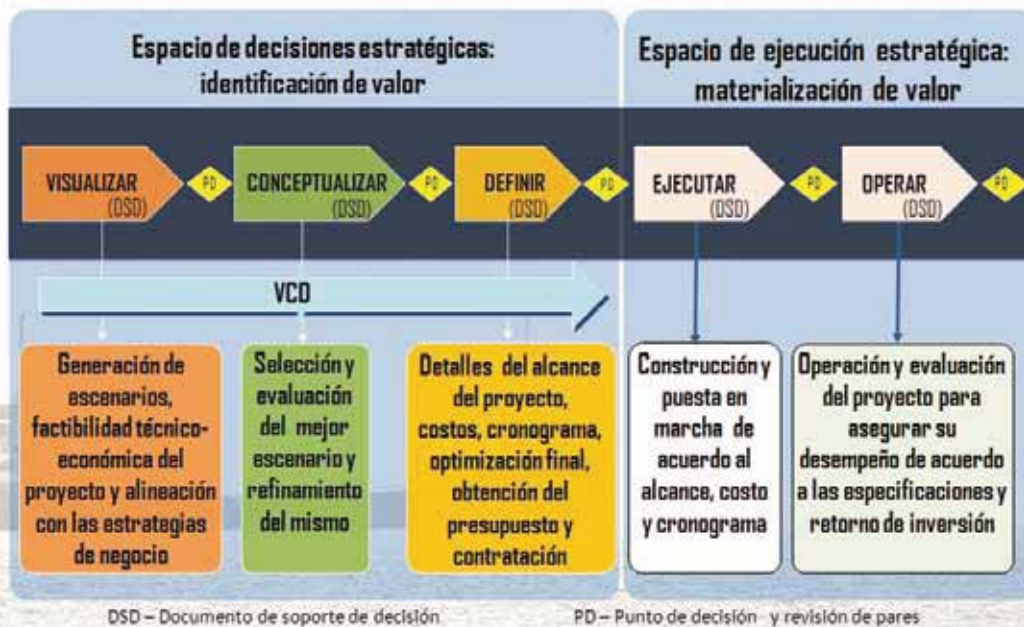 Espacio de decisiones estratégicas:
identificación de valor
Espacio de ejecución estratégica:
materialización de valor
VISUALIZAR
(DSD)
PD
CONCEPTUALIZAR
(DSD)
PD
DEFINIR
(DSD)
PD
EJECUTAR
(DSD)
PD
OPERAR
(DSD)
PD
VCD
Generación de
escenarios,
factibilidad técnico-
económica del
proyecto y alineación
con las estrategias
de negocio
Selección y
evaluación
del mejor
escenario y
refinamiento
del mismo
Detalles del alcance
del proyecto,
costos, cronograma,
optimización final,
obtención del
presupuesto y
contratación
Construcción y
puesta en
marcha de
acuerdo al
alcance, costo
y cronograma
Operación y evaluación
del proyecto para
asegurar su
desempeño de acuerdo
a las especificaciones y
retorno de inversión
DSD – Documento de soporte de decisión
PD – Punto de decisión y revisión de pares